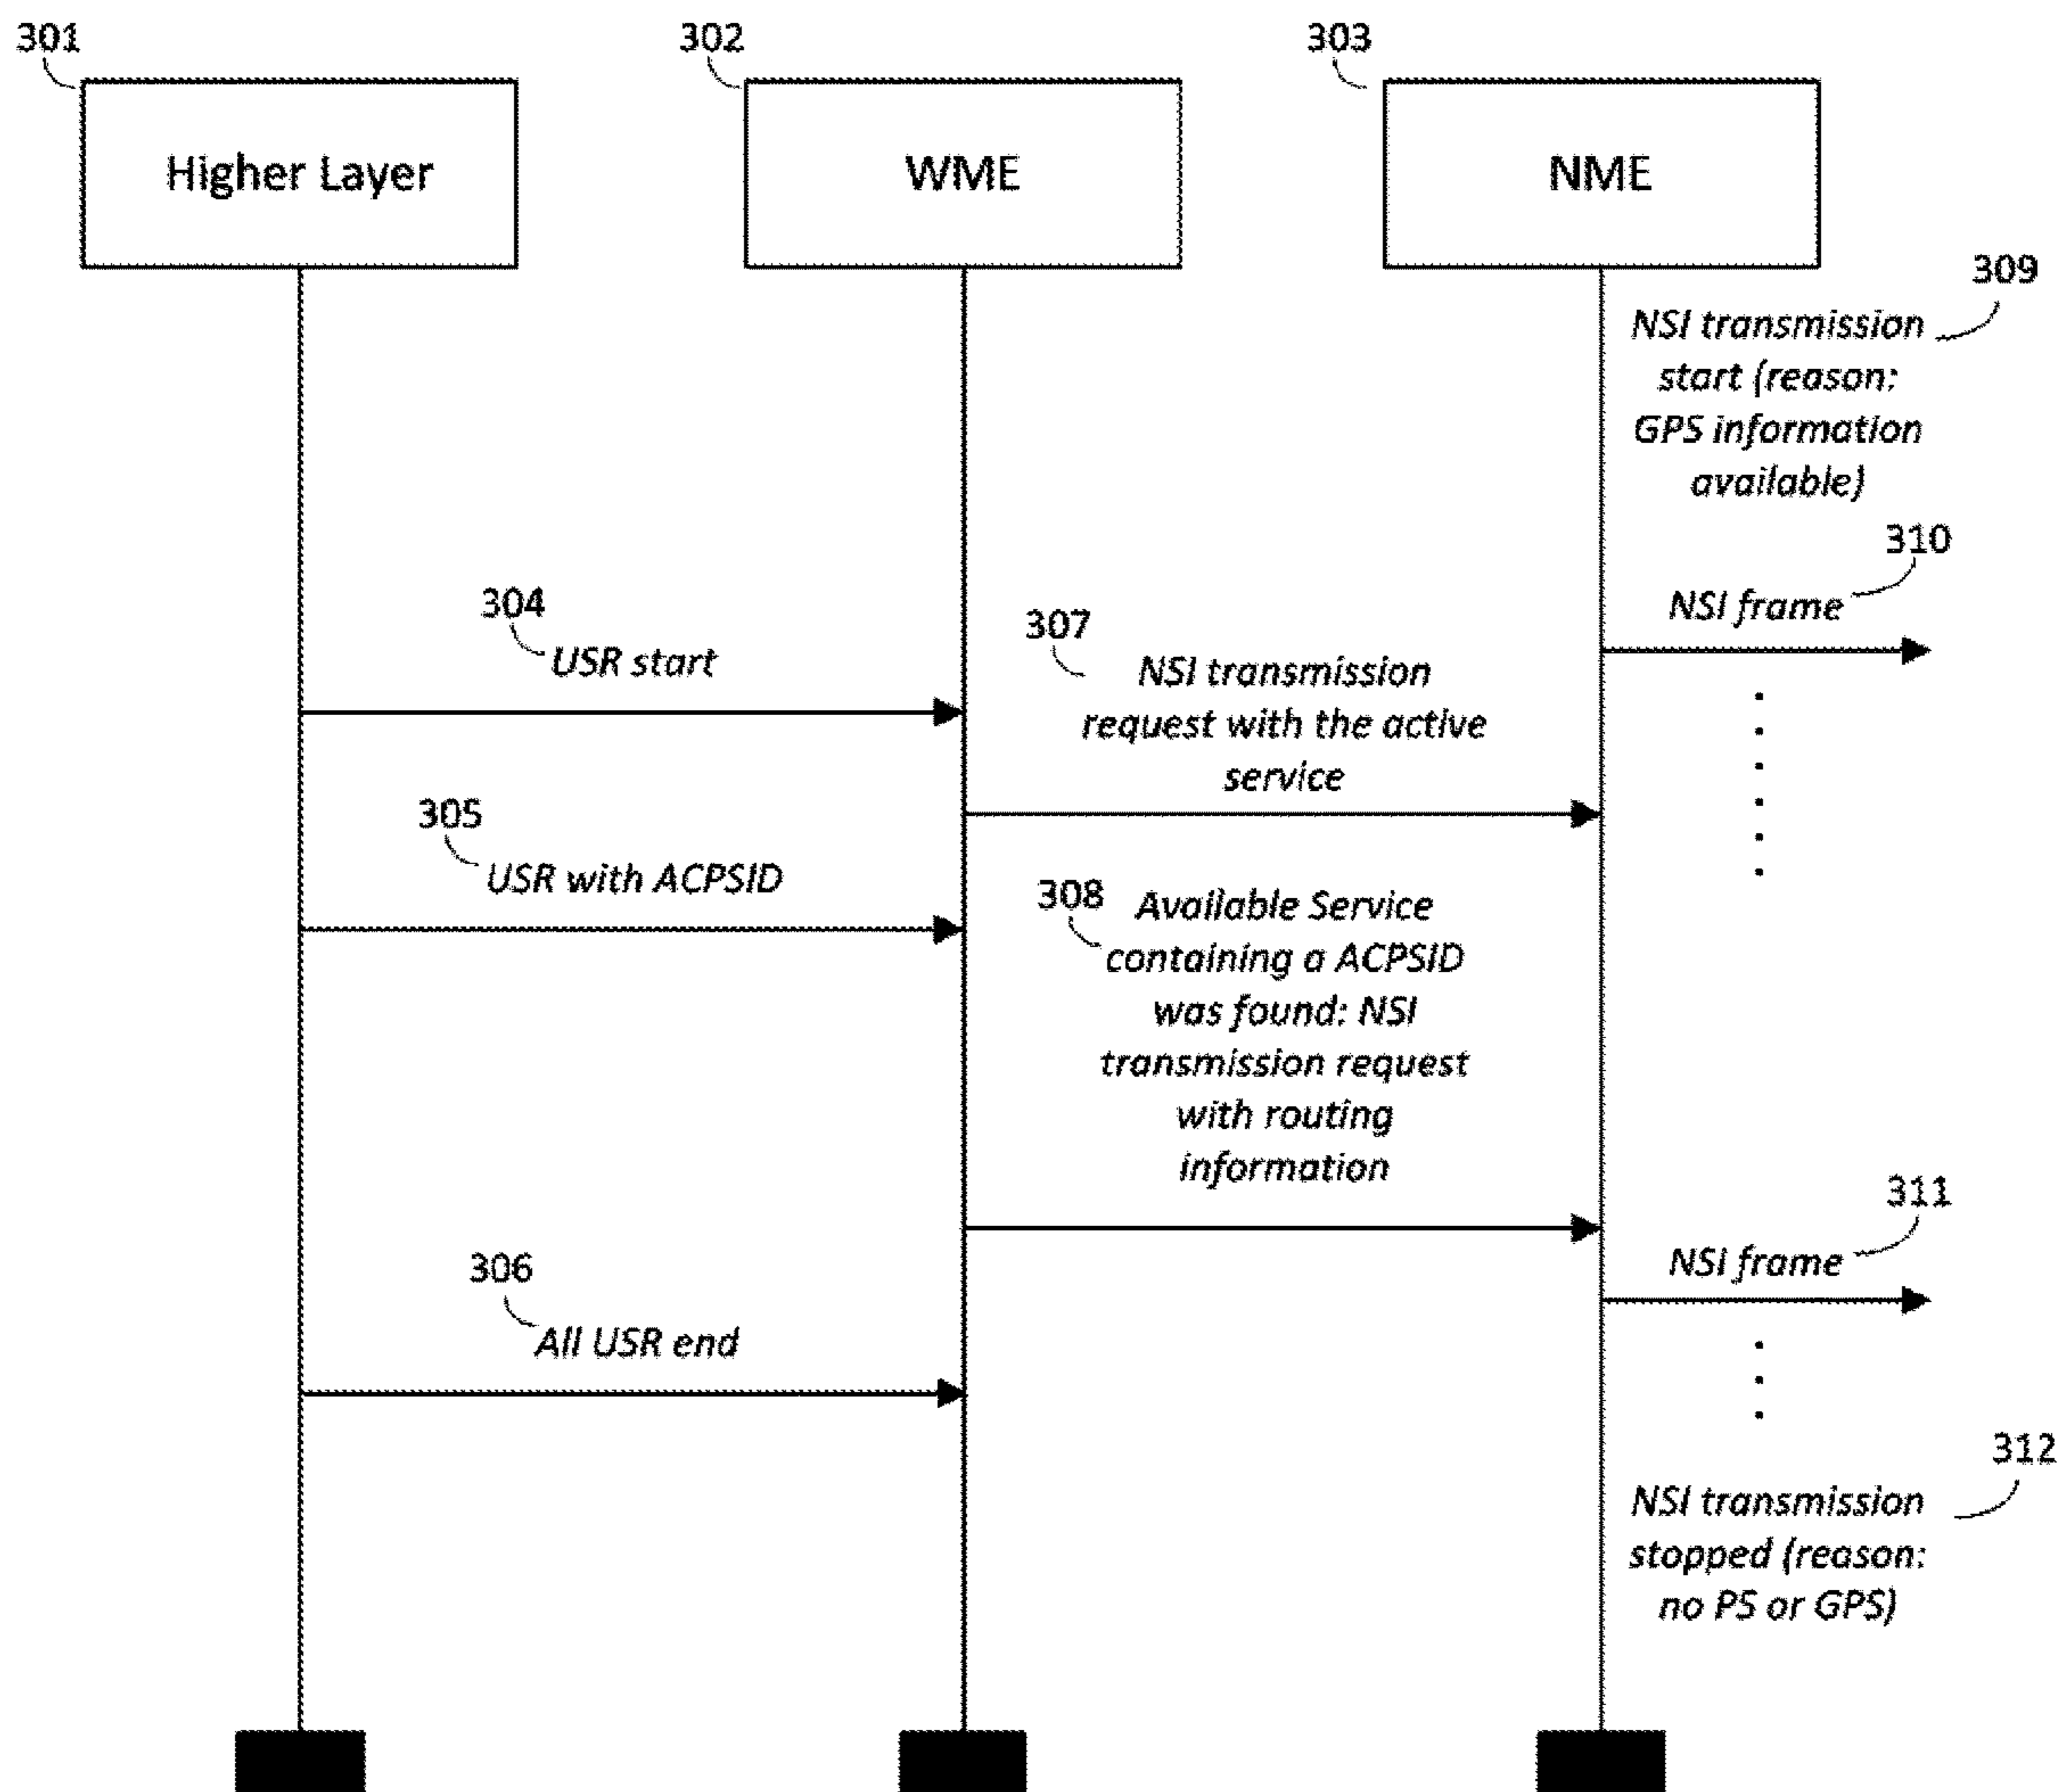 301
302
303
Higher Layer
WME
NME
309
NSI transmission
start (reason:
GPS information
available)
310
NSI frame
304
USR start
307
NSI transmission
request with the active
service
305
USR with ACPSID
308
Available Service
containing a ACPSID
was found: NSI
transmission request
with routing
information
311
NSI frame
306
All USR end
312
NSI transmission
stopped (reason:
no PS or GPS)